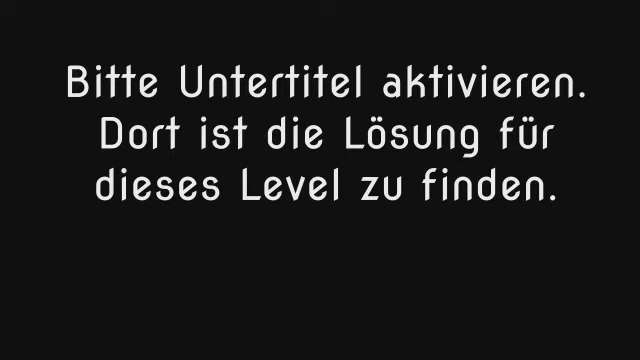 Bitte Untertitel aktivieren.
Dort ist die Lösung für
dieses Level zu finden.